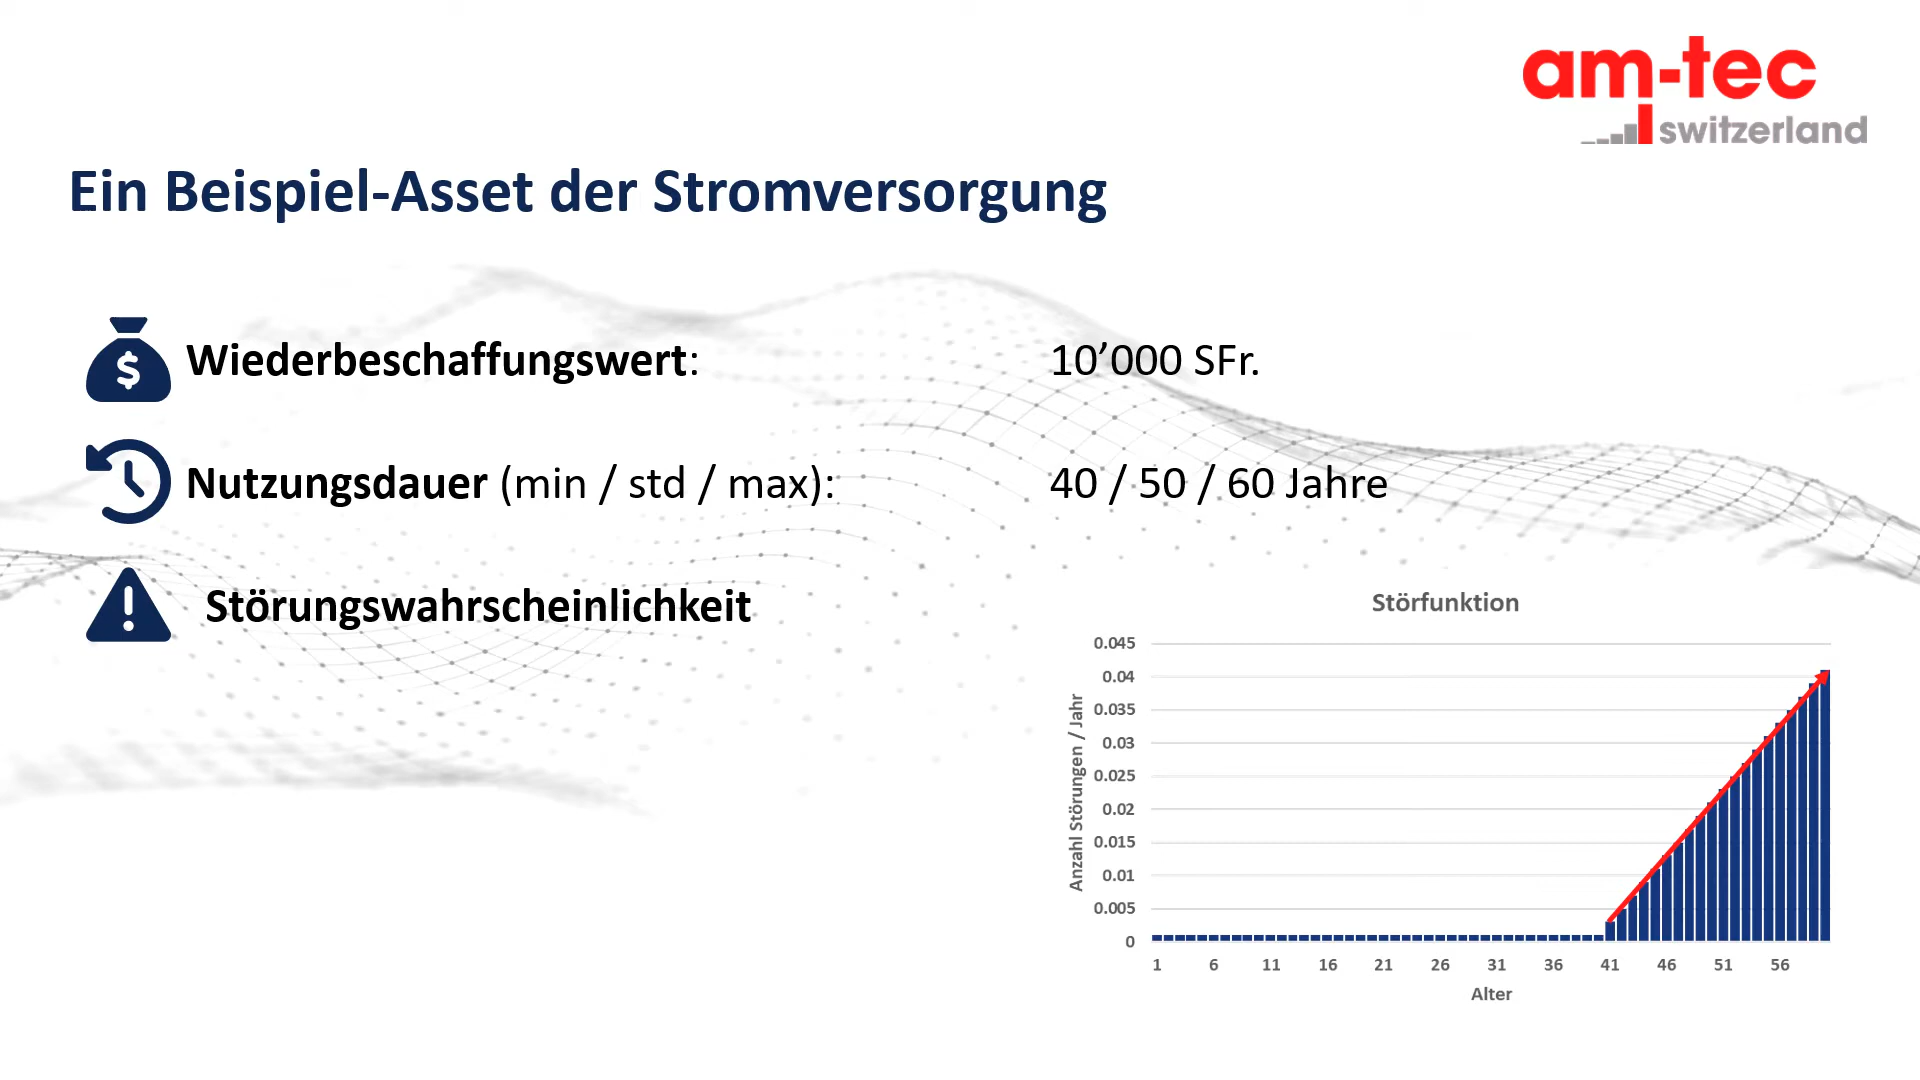 am-tec
switzerland
Ein Beispiel-Asset der Stromversorgung
$ Wiederbeschaffungswert: 10’000 SFr.
Nutzungsdauer (min / std / max): 40 / 50 / 60 Jahre
! Störungswahrscheinlichkeit
Störfunktion
Anzahl Störungen / Jahr
0.045
0.04
0.035
0.03
0.025
0.02
0.015
0.01
0.005
0
1 6 11 16 21 26 31 36 41 46 51 56
Alter